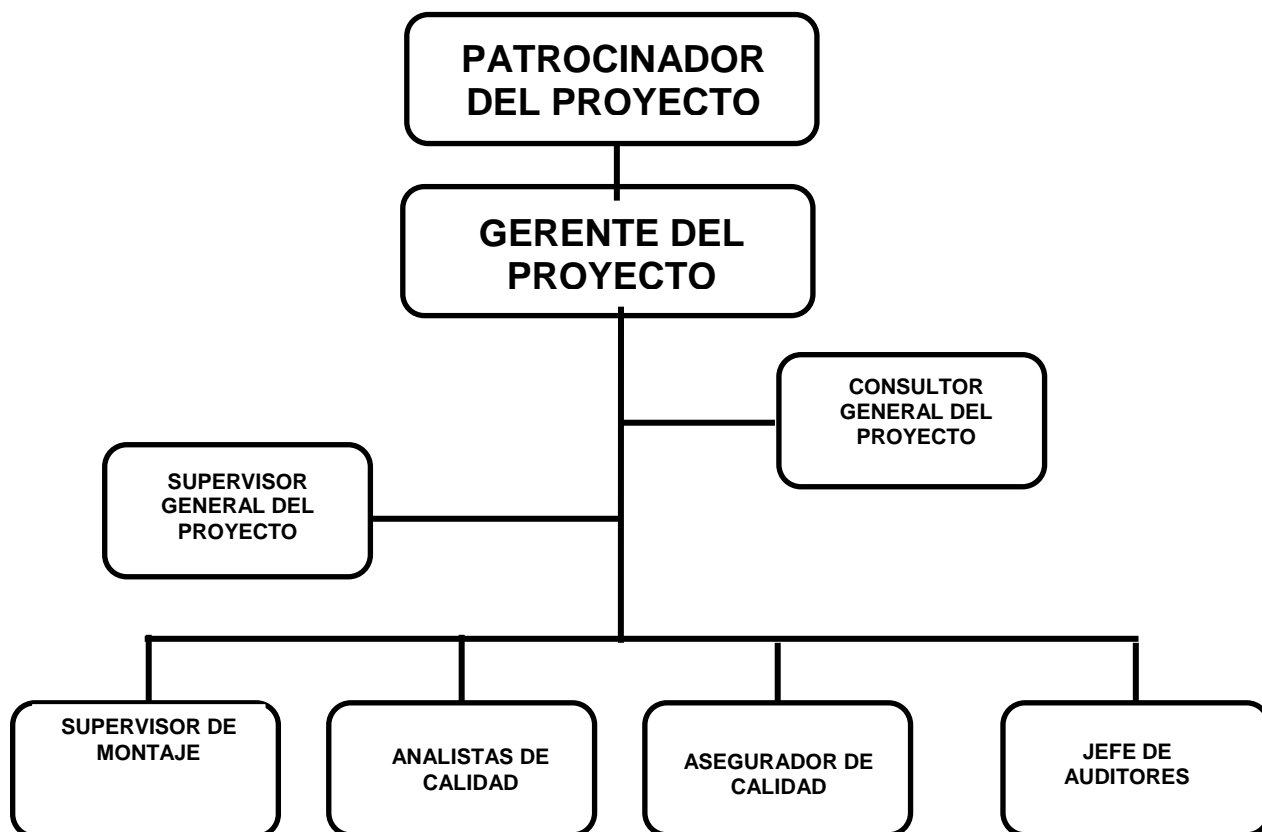 PATROCINADOR
DEL PROYECTO
GERENTE DEL
PROYECTO
CONSULTOR
GENERAL DEL
PROYECTO
SUPERVISOR
GENERAL DEL
PROYECTO
SUPERVISOR DE
MONTAJE
ANALISTAS DE
CALIDAD
ASEGURADOR DE
CALIDAD
JEFE DE
AUDITORES